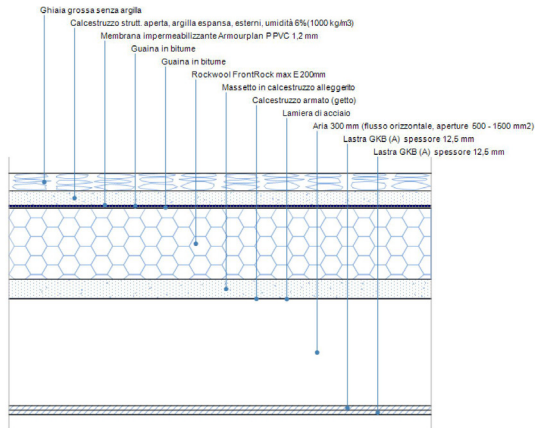 Ghiaia grossa senza argilla
Calcestruzzo strutt. aperta, argilla espansa, esterni, umidità 6%(1000 kg/m3)
Membrana impermeabilizzante Armourplan P PVC 1,2 mm
Guaina in bitume
Guaina in bitume
Rockwool FrontRock max E 200mm
Massetto in calcestruzzo alleggerito
Calcestruzzo armato (getto)
Lamiera di acciaio
Aria 300 mm (flusso orizzontale, aperture 500 - 1500 mm2)
Lastra GKB (A) spessore 12,5 mm
Lastra GKB (A) spessore 12,5 mm